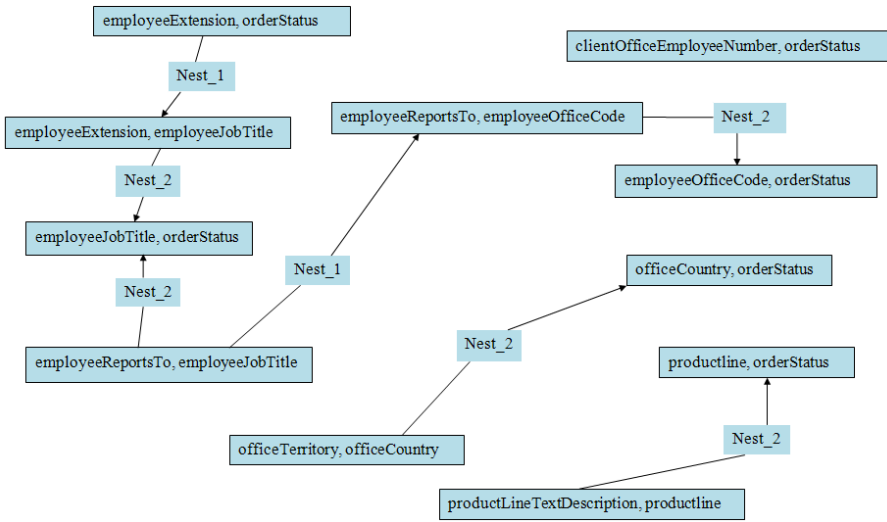 employeeExtension, orderStatus
clientOfficeEmployeeNumber, orderStatus
Nest_1
employeeExtension, employeeJobTitle
employeeReportsTo, employeeOfficeCode
Nest_2
Nest_2
employeeOfficeCode, orderStatus
employeeJobTitle, orderStatus
Nest_1
officeCountry, orderStatus
Nest_2
Nest_2
employeeReportsTo, employeeJobTitle
productline, orderStatus
Nest_2
officeTerritory, officeCountry
productLineTextDescription, productline